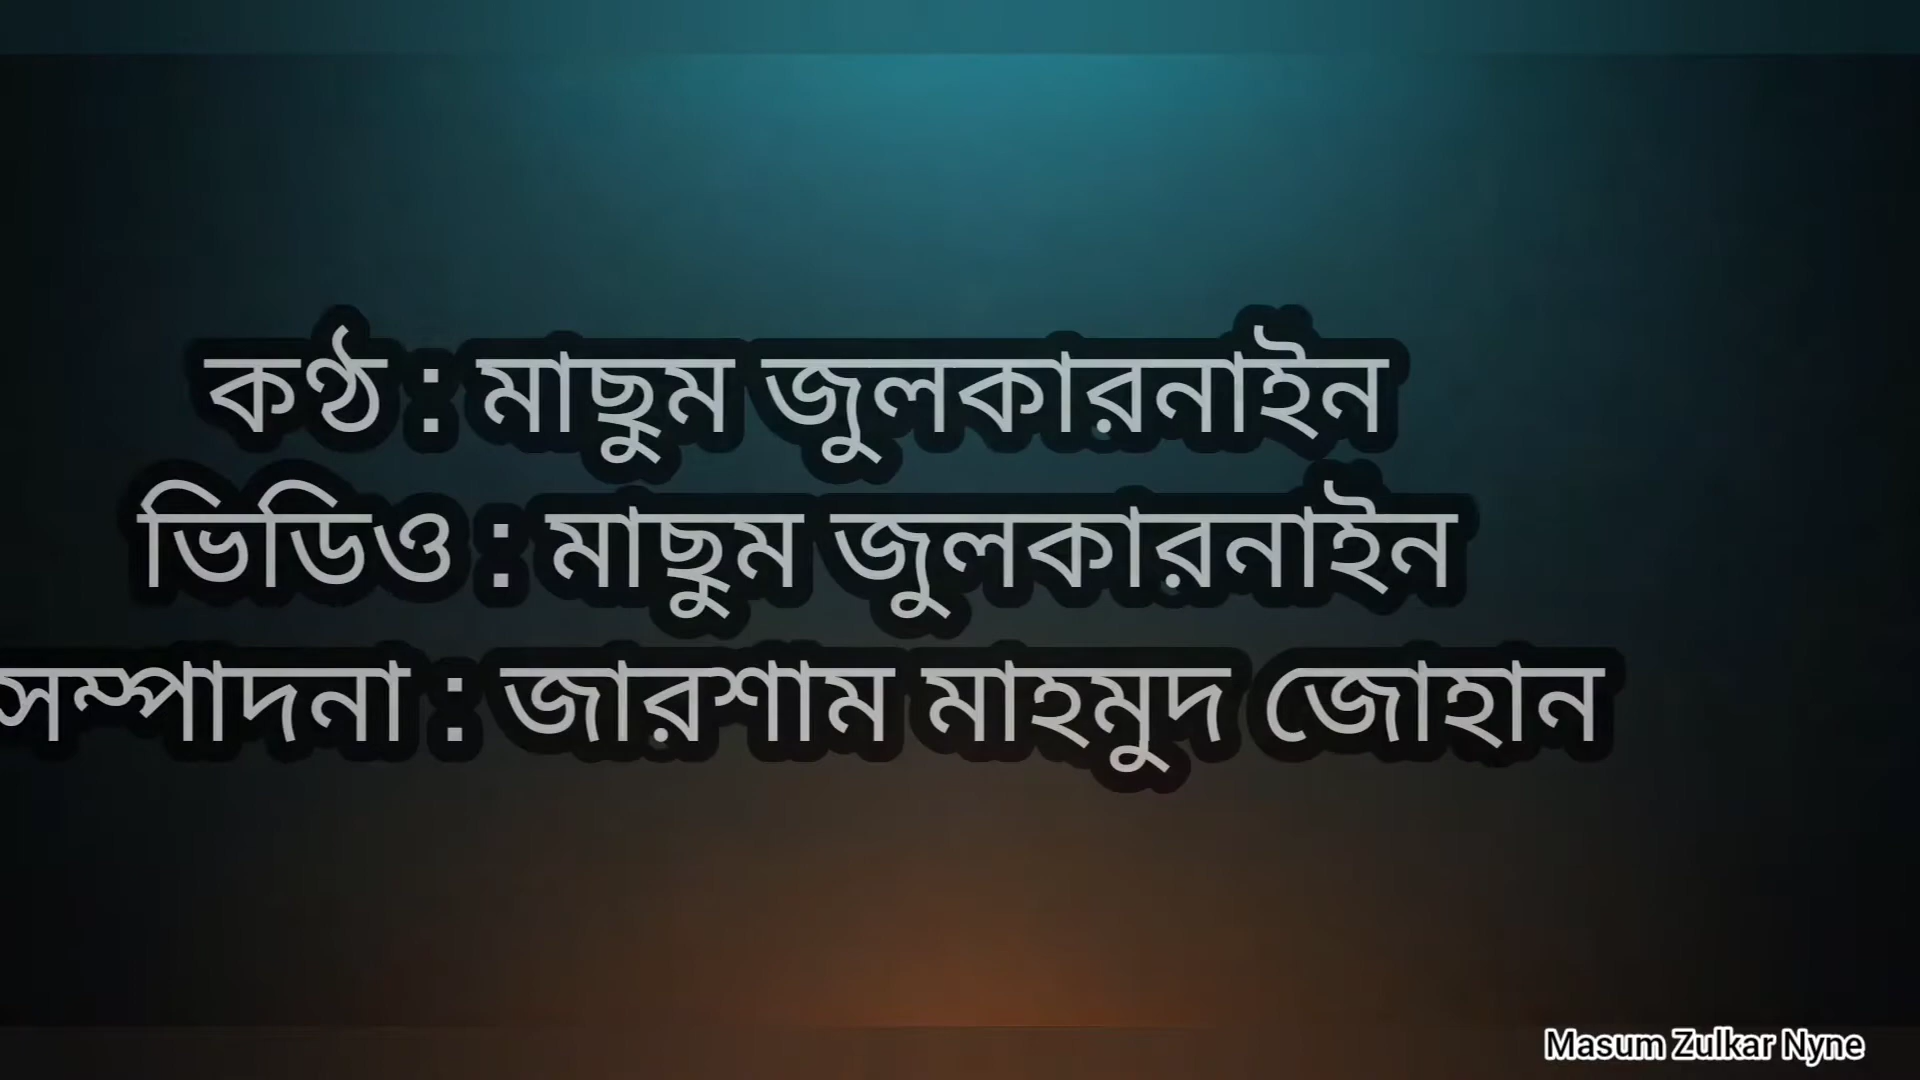 কণ্ঠ : মাছুম জুলকারনাইন
ভিডিও : মাছুম জুলকারনাইন
সম্পাদনা : জারশাম মাহমুদ জোহান
Masum Zulkar Nyne